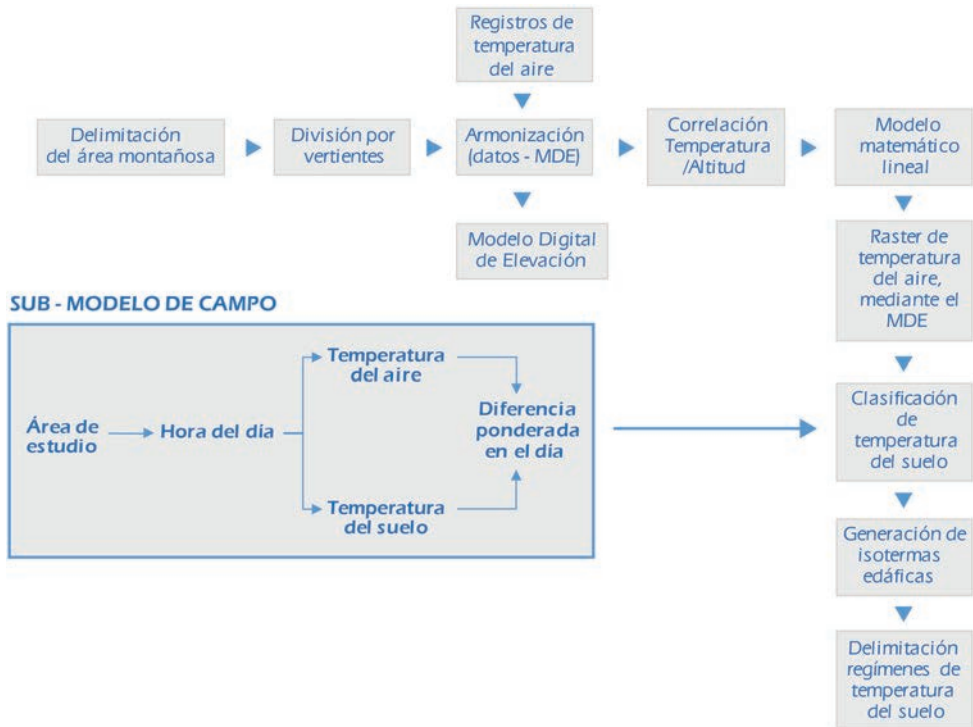 Registros de
temperatura
del aire
Delimitación
del área montañosa
División por
vertientes
Armonización
(datos - MDE)
Correlación
Temperatura
/Altitud
Modelo
matemático
lineal
Modelo Digital
de Elevación
Raster de
temperatura
del aire,
mediante el
MDE
SUB - MODELO DE CAMPO
Área de
estudio
Hora del día
Temperatura
del aire
Temperatura
del suelo
Diferencia
ponderada
en el día
Clasificación
de
temperatura
del suelo
Generación de
isotermas
edáficas
Delimitación
regímenes de
temperatura
del suelo